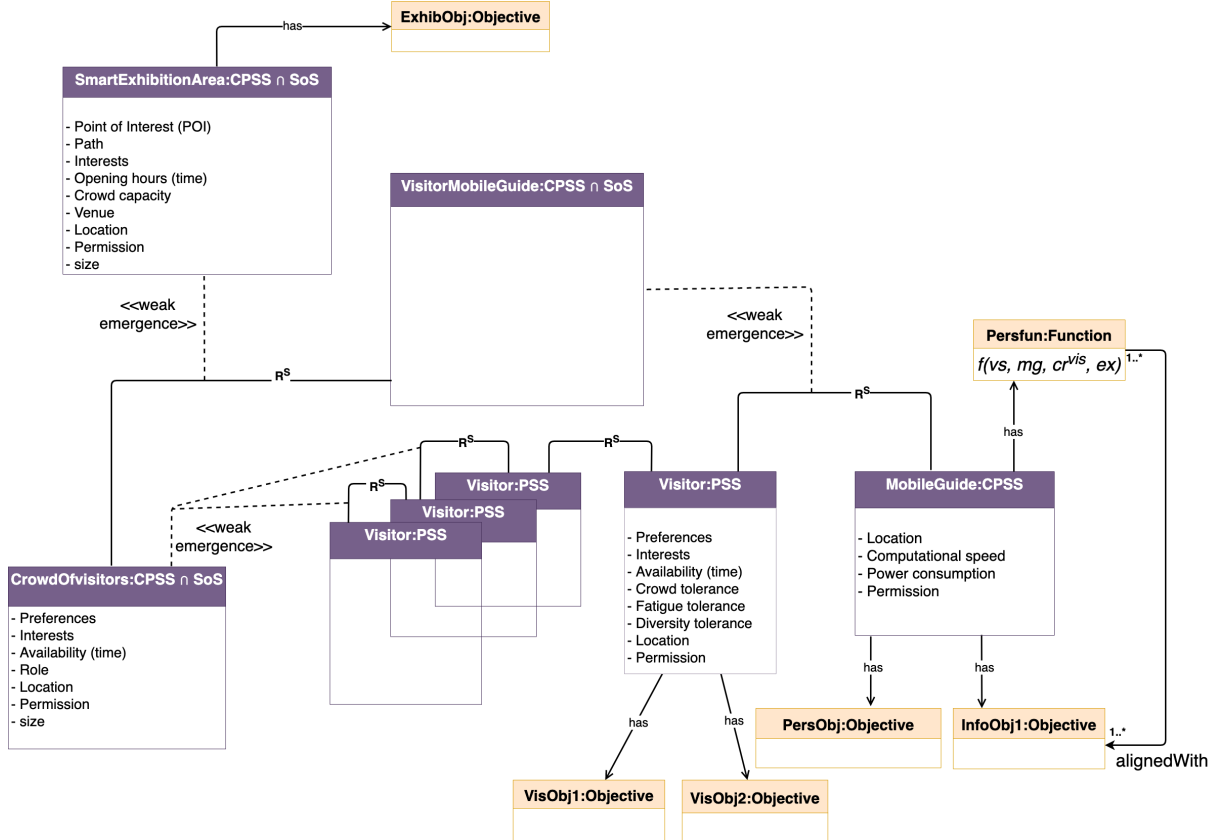 ExhibObj:Objective
has
SmartExhibitionArea:CPSS ∩ SoS
- Point of Interest (POI)
- Path
- Interests
- Opening hours (time)
- Crowd capacity
- Venue
- Location
- Permission
- size
VisitorMobileGuide:CPSS ∩ SoS
<<weak
emergence>>
<<weak
emergence>>
Persfun:Function
f(vs, mg, cr^vis, ex)
1..*
R^S
R^S
has
R^S
R^S
R^S
Visitor:PSS
Visitor:PSS
Visitor:PSS
<<weak
emergence>>
Visitor:PSS
- Preferences
- Interests
- Availability (time)
- Crowd tolerance
- Fatigue tolerance
- Diversity tolerance
- Location
- Permission
MobileGuide:CPSS
- Location
- Computational speed
- Power consumption
- Permission
CrowdOfvisitors:CPSS ∩ SoS
- Preferences
- Interests
- Availability (time)
- Role
- Location
- Permission
- size
has
has
has
has
PersObj:Objective
InfoObj1:Objective
1..*
alignedWith
VisObj1:Objective
VisObj2:Objective